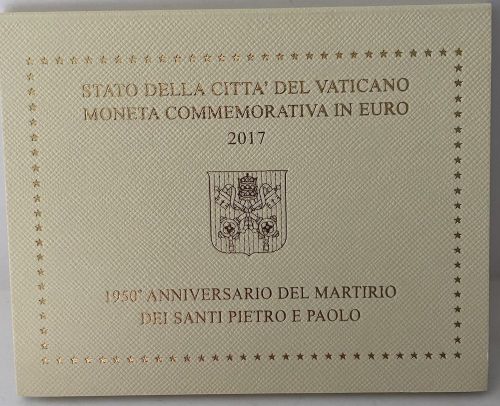 STATO DELLA CITTA' DEL VATICANO
MONETA COMMEMORATIVA IN EURO
2017
1950° ANNIVERSARIO DEL MARTIRIO
DEI SANTI PIETRO E PAOLO